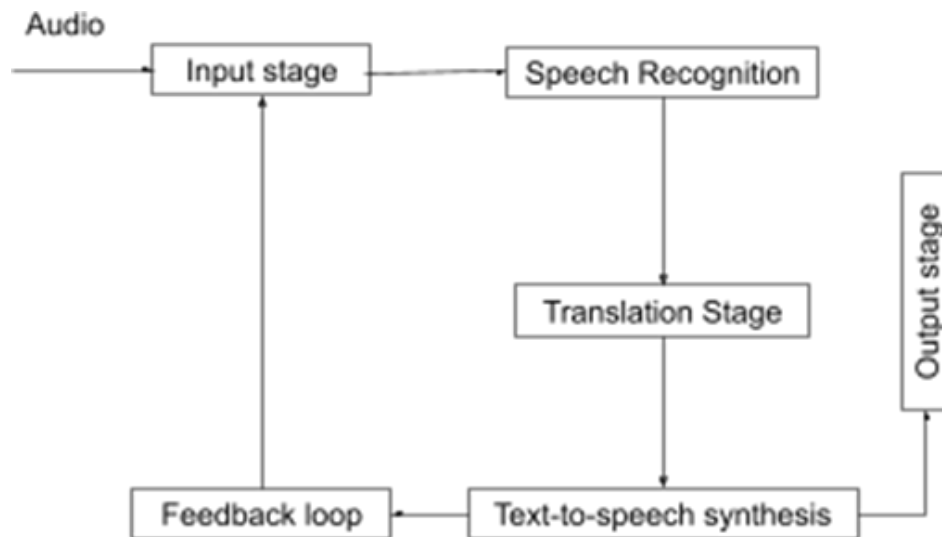 Audio
Input stage
Speech Recognition
Translation Stage
Output stage
Feedback loop
Text-to-speech synthesis